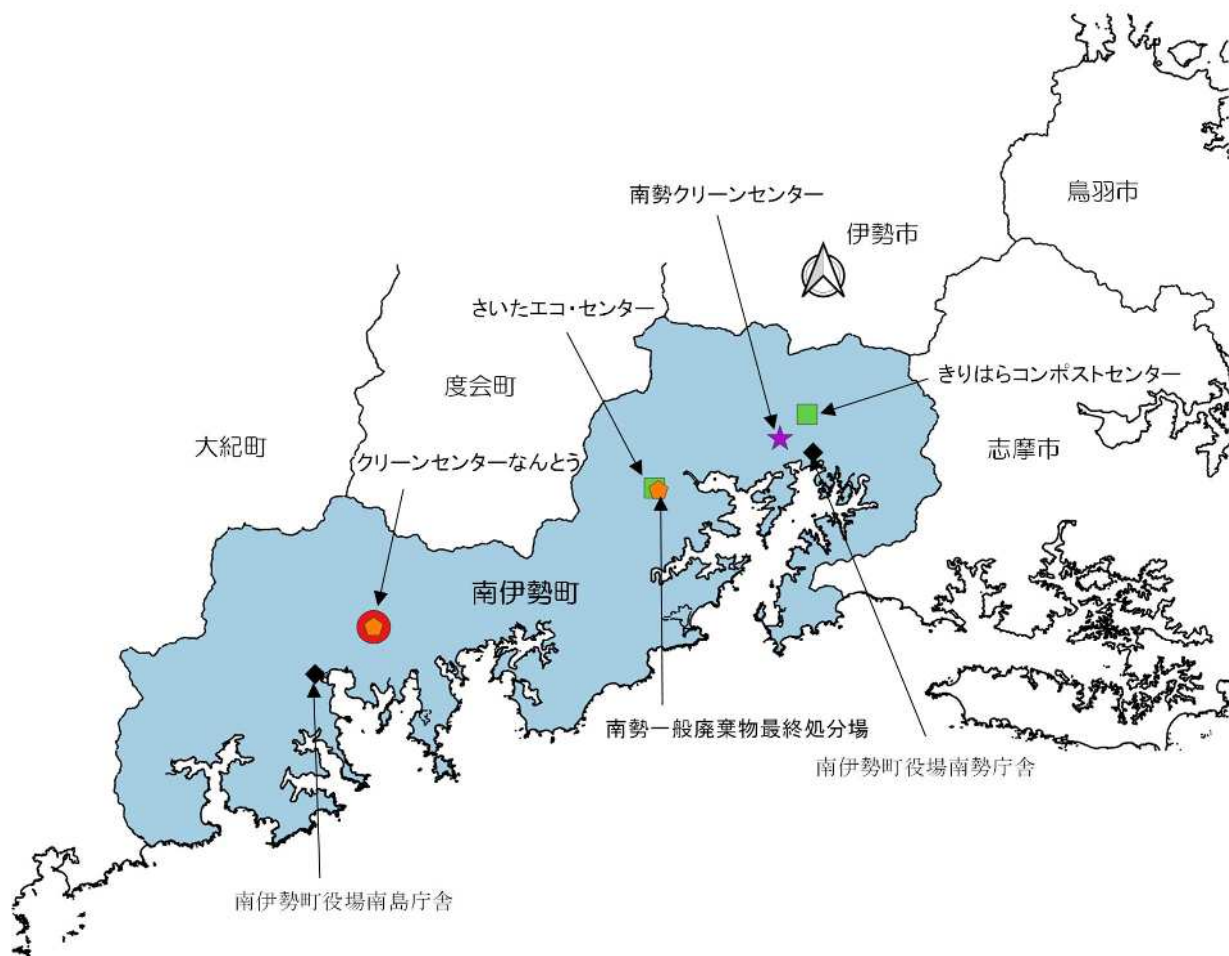 鳥羽市
南勢クリーンセンター
伊勢市
さいたエコ・センター
きりはらコンポストセンター
度会町
大紀町
志摩市
クリーンセンターなんとう
南伊勢町
南勢一般廃棄物最終処分場
南伊勢町役場南勢庁舎
南伊勢町役場南島庁舎